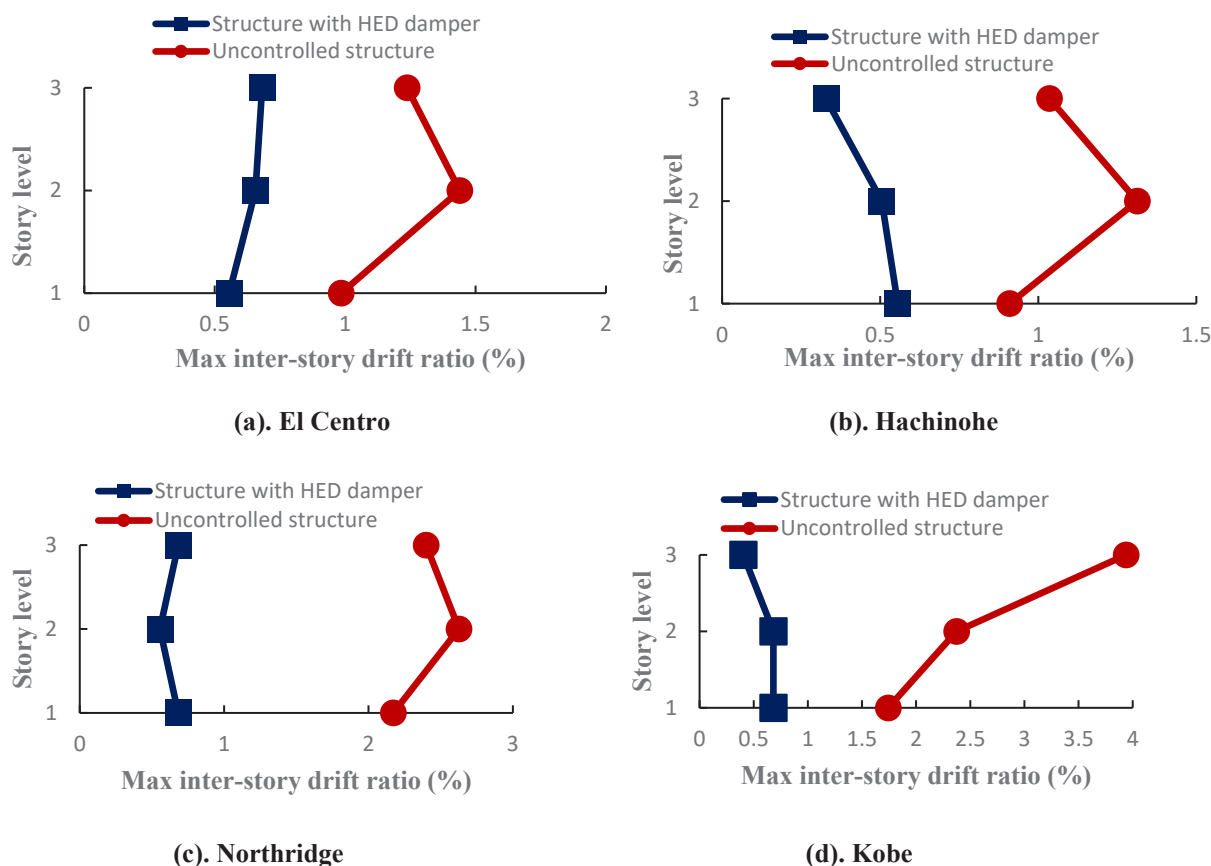 Structure with HED damper
Uncontrolled structure
3
2
1
Story level
0
0.5
1
1.5
2
Max inter-story drift ratio (%)
(a). El Centro
Structure with HED damper
Uncontrolled structure
3
2
1
Story level
0
0.5
1
1.5
Max inter-story drift ratio (%)
(b). Hachinohe
Structure with HED damper
Uncontrolled structure
3
2
1
Story level
0
1
2
3
Max inter-story drift ratio (%)
(c). Northridge
Structure with HED damper
Uncontrolled structure
3
2
1
Story level
0
0.5
1
1.5
2
2.5
3
3.5
4
Max inter-story drift ratio (%)
(d). Kobe